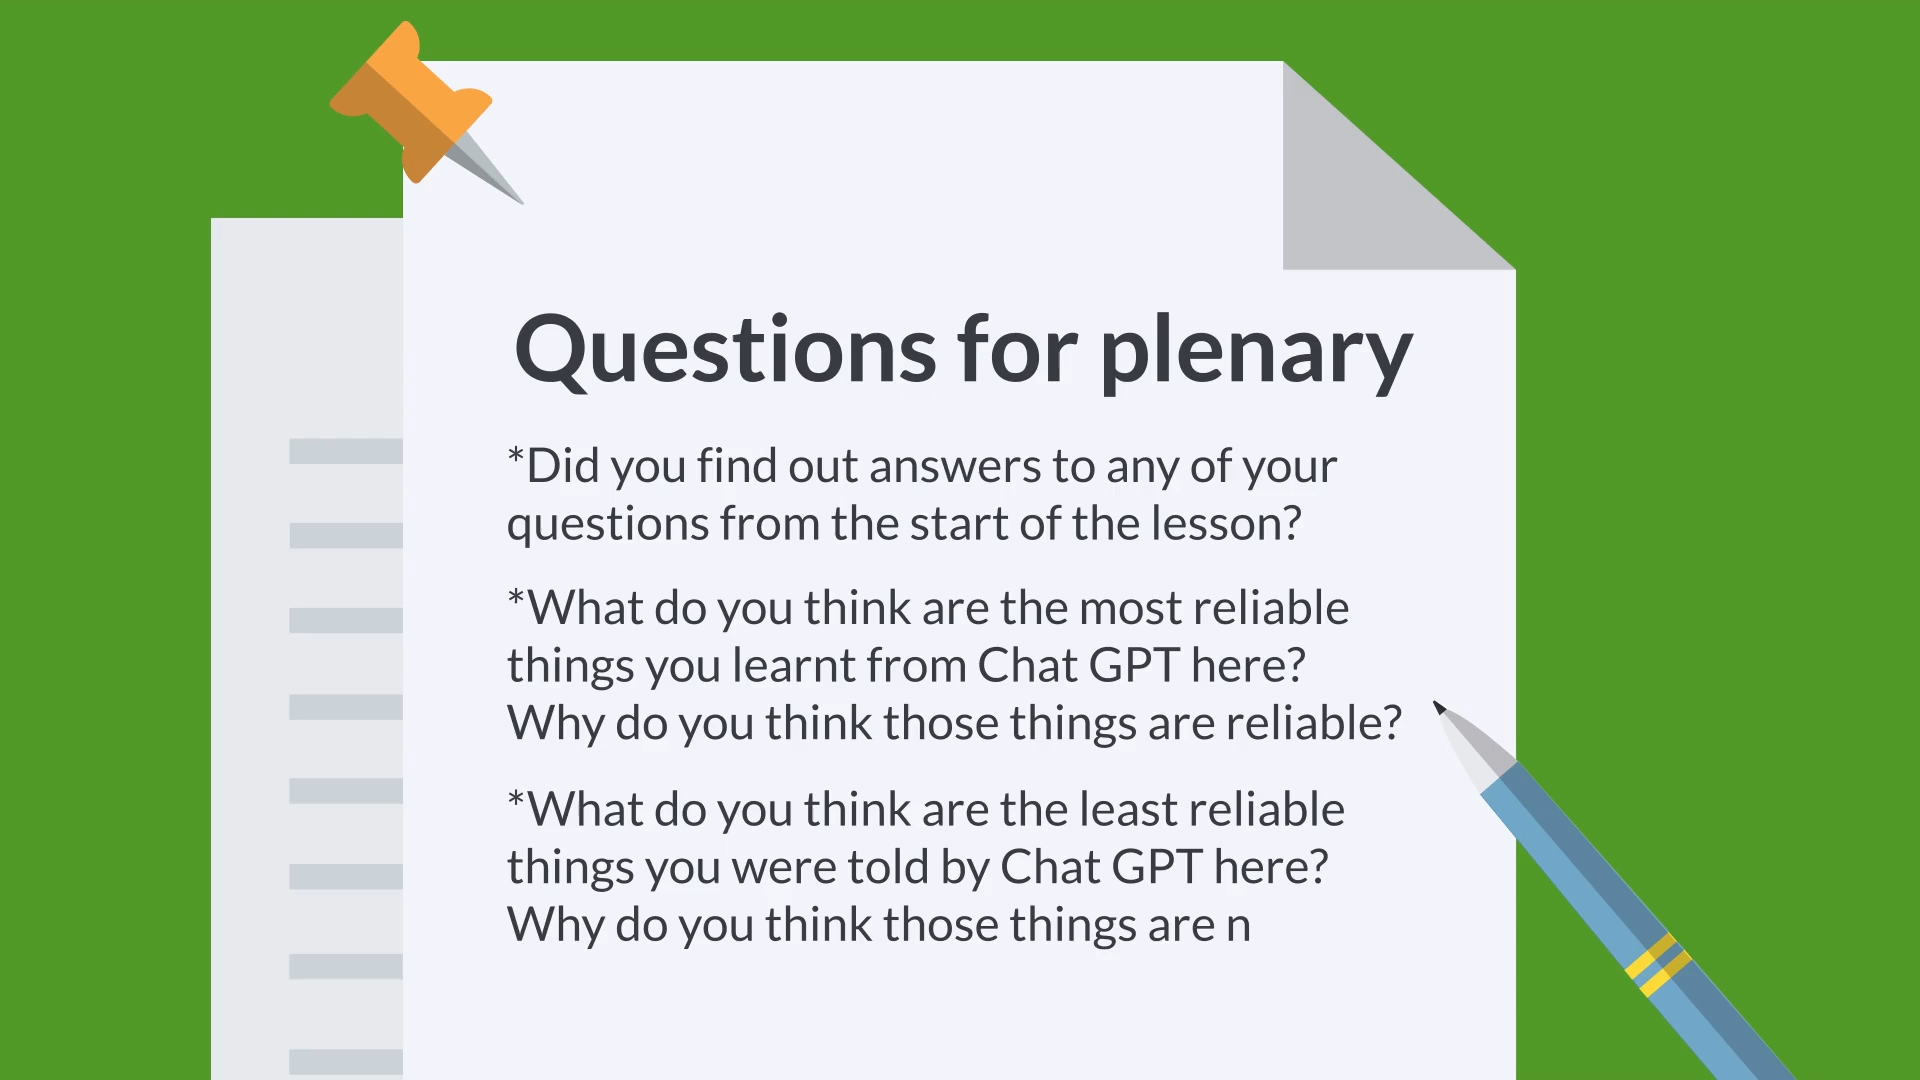 Questions for plenary
*Did you find out answers to any of your
questions from the start of the lesson?
*What do you think are the most reliable
things you learnt from Chat GPT here?
Why do you think those things are reliable?
*What do you think are the least reliable
things you were told by Chat GPT here?
Why do you think those things are n